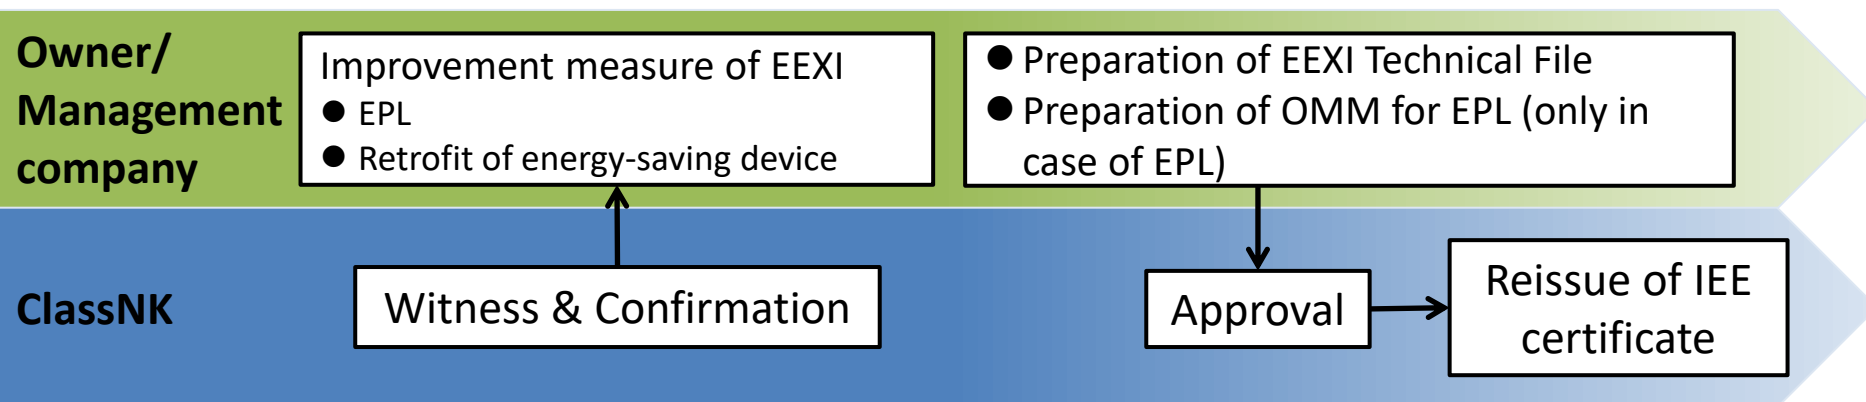 Owner/
Management
company
Improvement measure of EEXI
● EPL
● Retrofit of energy-saving device
● Preparation of EEXI Technical File
● Preparation of OMM for EPL (only in
case of EPL)
ClassNK
Witness & Confirmation
Approval
Reissue of IEE
certificate